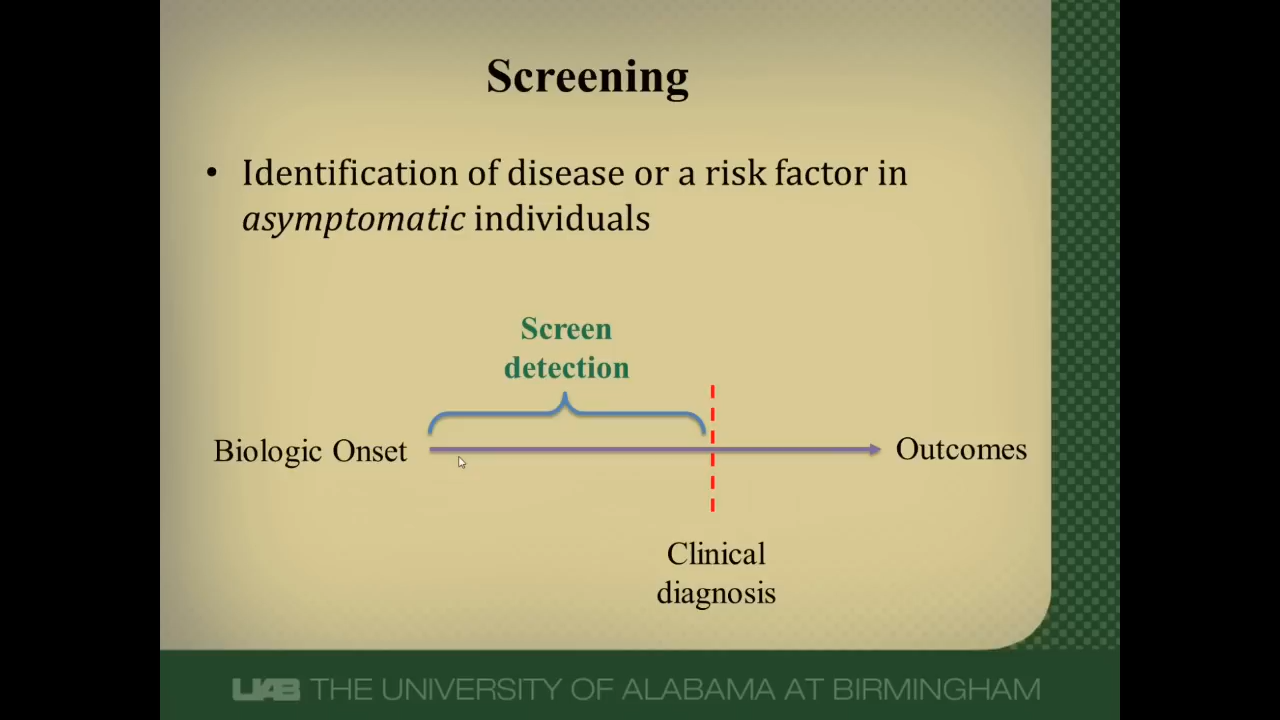 Screening
• Identification of disease or a risk factor in
asymptomatic individuals
Screen
detection
Biologic Onset
Outcomes
Clinical
diagnosis
UAB THE UNIVERSITY OF ALABAMA AT BIRMINGHAM